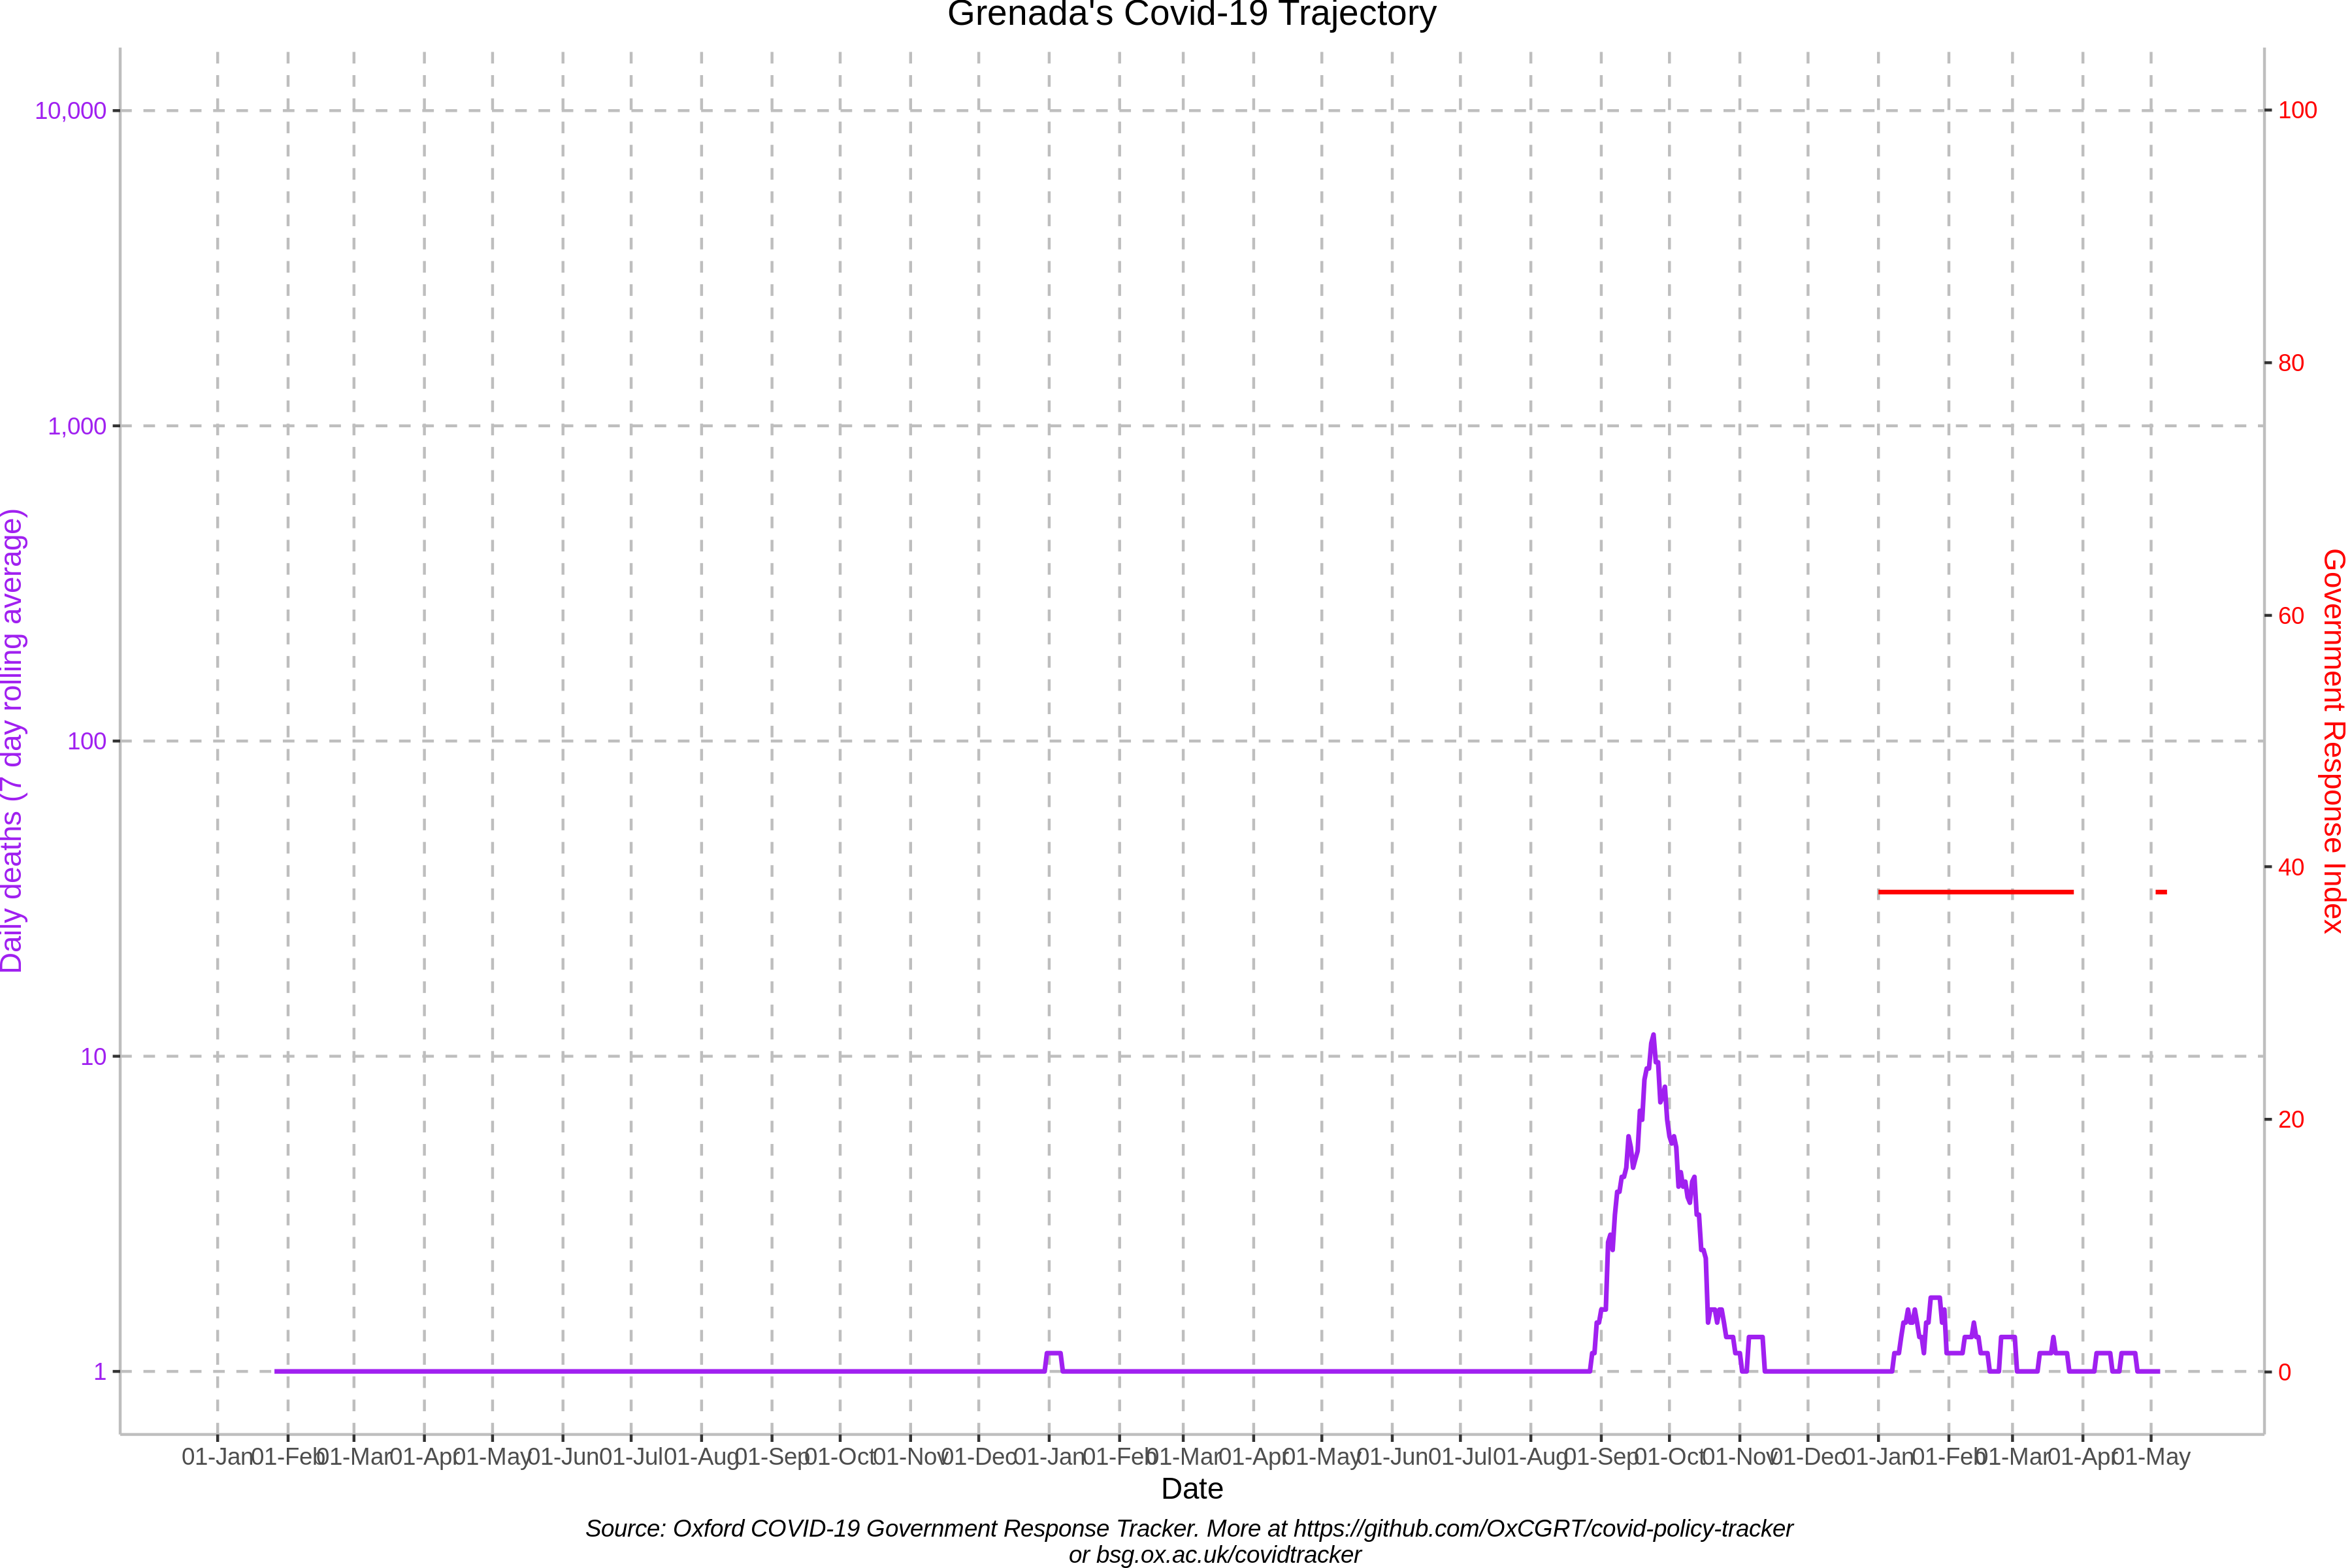 Grenada's Covid-19 Trajectory
10,000
1,000
100
10
1
Daily deaths (7 day rolling average)
100
80
60
40
20
0
Government Response Index
01-Jan 01-Feb 01-Mar 01-Apr 01-May 01-Jun 01-Jul 01-Aug 01-Sep 01-Oct 01-Nov 01-Dec 01-Jan 01-Feb 01-Mar 01-Apr 01-May 01-Jun 01-Jul 01-Aug 01-Sep 01-Oct 01-Nov 01-Dec 01-Jan 01-Feb 01-Mar 01-Apr 01-May
Date
Source: Oxford COVID-19 Government Response Tracker. More at https://github.com/OxCGRT/covid-policy-tracker
or bsg.ox.ac.uk/covidtracker